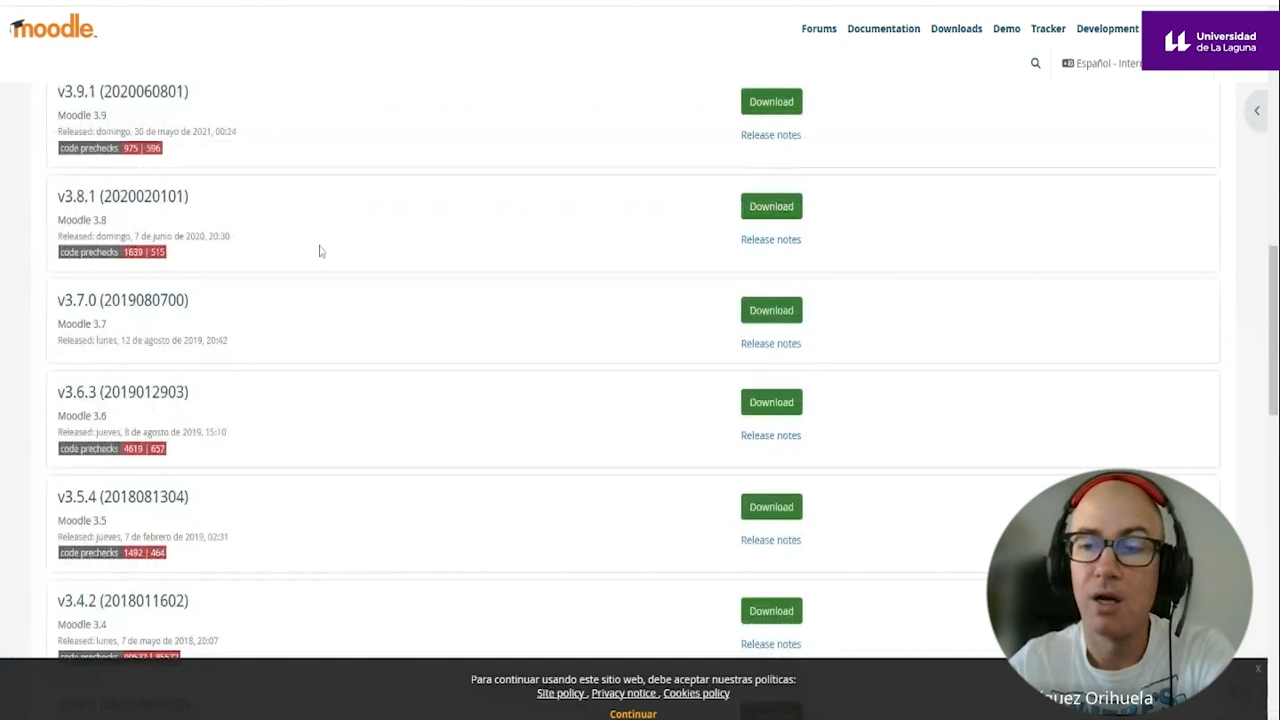 moodle
Forums Documentation Downloads Demo Tracker Development
Universidad
de La Laguna
Español - Intern
v3.9.1 (2020060801)
Download
Moodle 3.9
Released: domingo, 30 de mayo de 2021, 00:24
Release notes
code prechecks 975 | 596
v3.8.1 (2020020101)
Download
Moodle 3.8
Released: domingo, 7 de junio de 2020, 20:30
Release notes
code prechecks 1639 | 515
v3.7.0 (2019080700)
Download
Moodle 3.7
Released: lunes, 12 de agosto de 2019, 20:42
Release notes
v3.6.3 (2019012903)
Download
Moodle 3.6
Released: jueves, 8 de agosto de 2019, 15:10
Release notes
code prechecks 4619 | 657
v3.5.4 (2018081304)
Download
Moodle 3.5
Released: jueves, 7 de febrero de 2019, 02:31
Release notes
code prechecks 1492 | 464
v3.4.2 (2018011602)
Download
Moodle 3.4
Released: lunes, 7 de mayo de 2018, 20:07
Release notes
code prechecks
Para continuar usando este sitio web, debe aceptar nuestras políticas:
Site policy Privacy notice Cookies policy
Continuar
x
íquez Orihuela